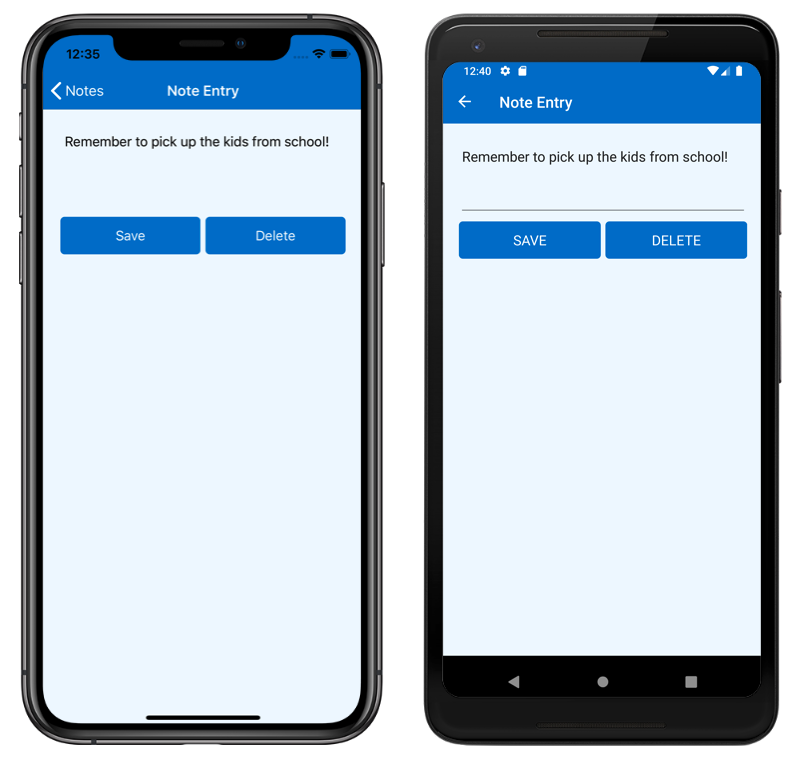 12:35
Notes
Note Entry
Remember to pick up the kids from school!
Save
Delete
12:40
Note Entry
Remember to pick up the kids from school!
SAVE
DELETE